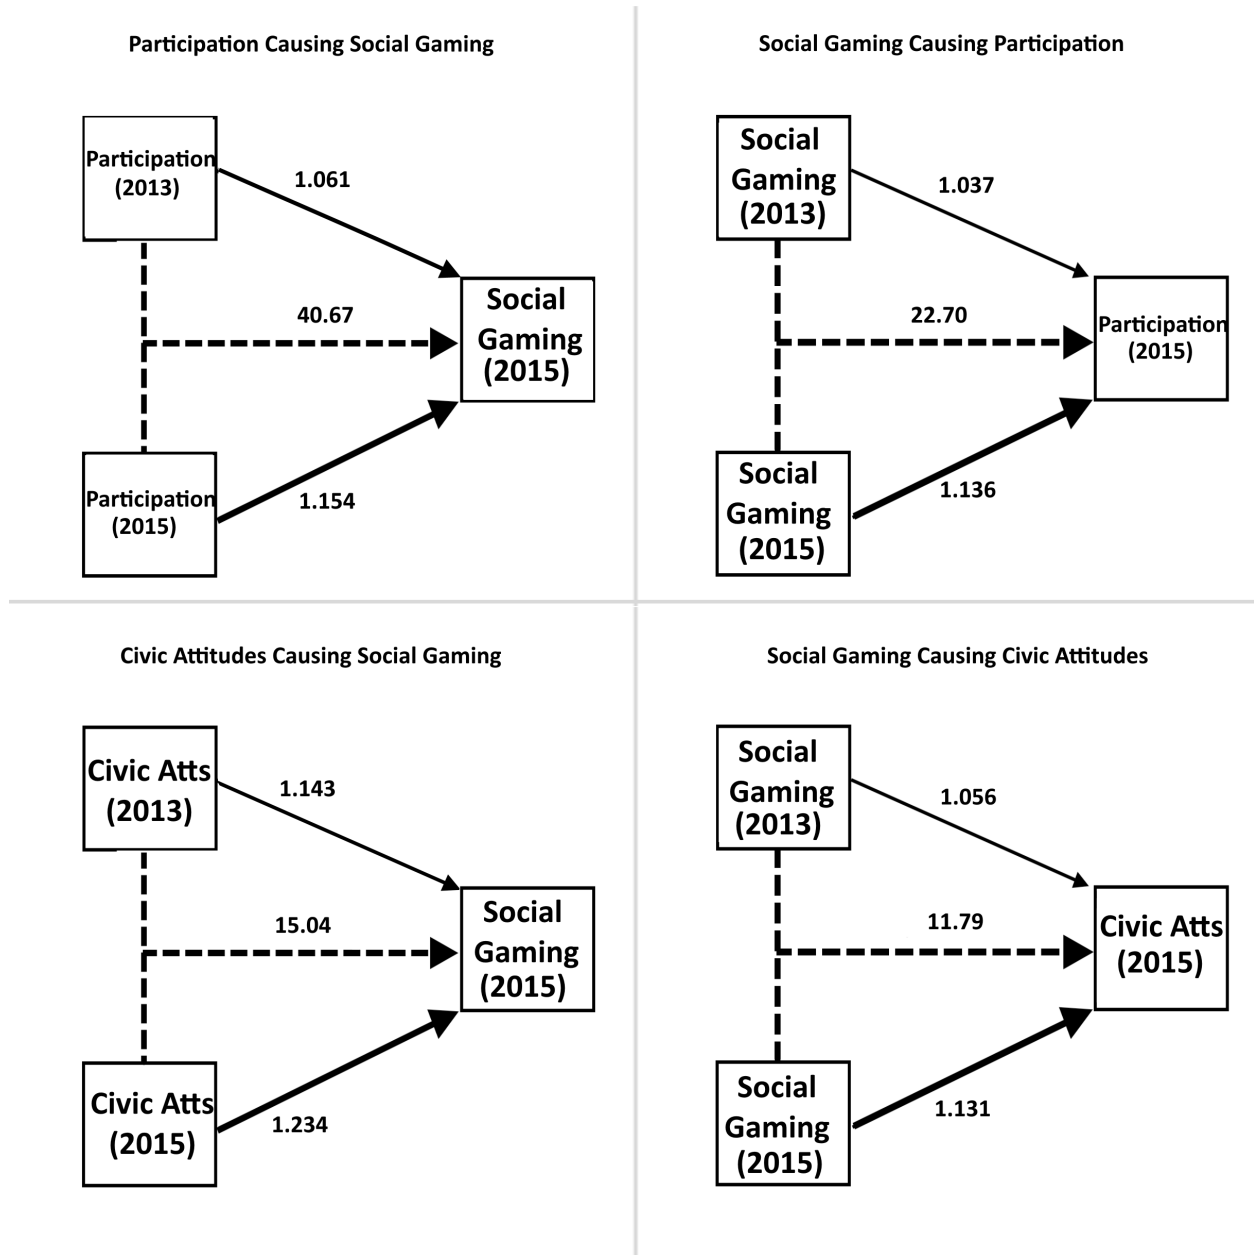 Participation Causing Social Gaming
Participation
(2013)
1.061
40.67
Social
Gaming
(2015)
Participation
(2015)
1.154
Social Gaming Causing Participation
Social
Gaming
(2013)
1.037
22.70
Participation
(2015)
Social
Gaming
(2015)
1.136
Civic Attitudes Causing Social Gaming
Civic Atts
(2013)
1.143
15.04
Social
Gaming
(2015)
Civic Atts
(2015)
1.234
Social Gaming Causing Civic Attitudes
Social
Gaming
(2013)
1.056
11.79
Civic Atts
(2015)
Social
Gaming
(2015)
1.131